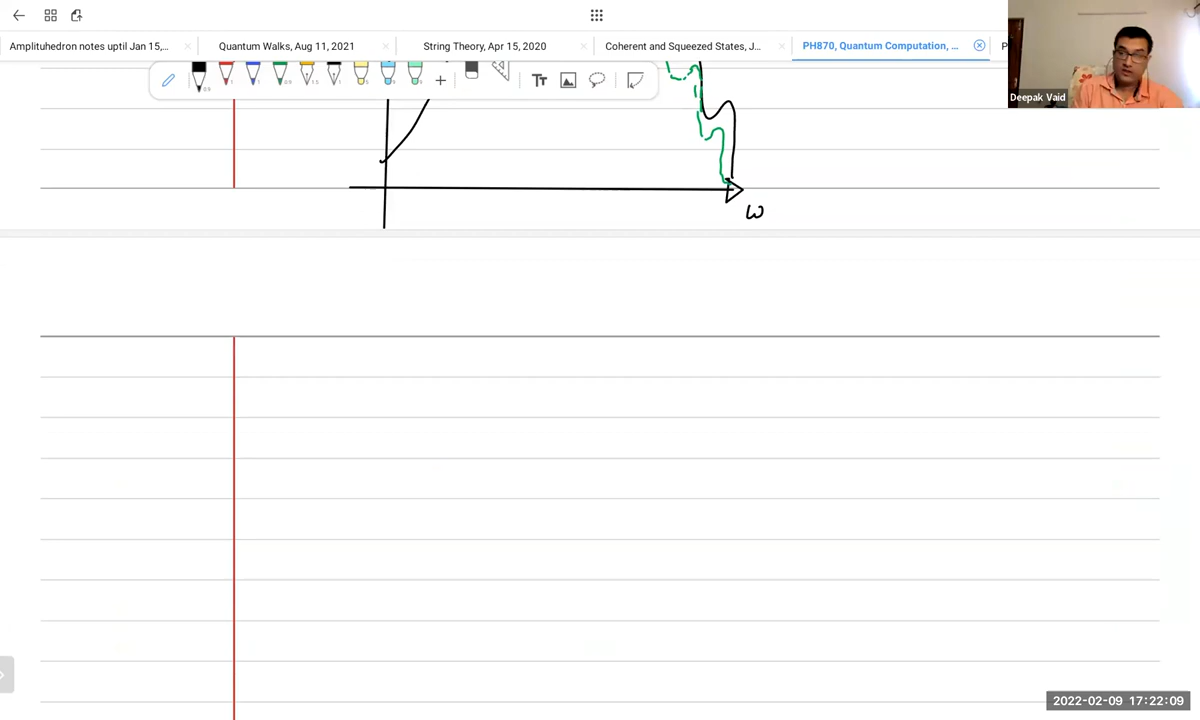 Amplituhedron notes uptil Jan 15,...
Quantum Walks, Aug 11, 2021
String Theory, Apr 15, 2020
Coherent and Squeezed States, J...
PH870, Quantum Computation, ...
P
Deepak Vaid
Tт
ω
2022-02-09 17:22:09